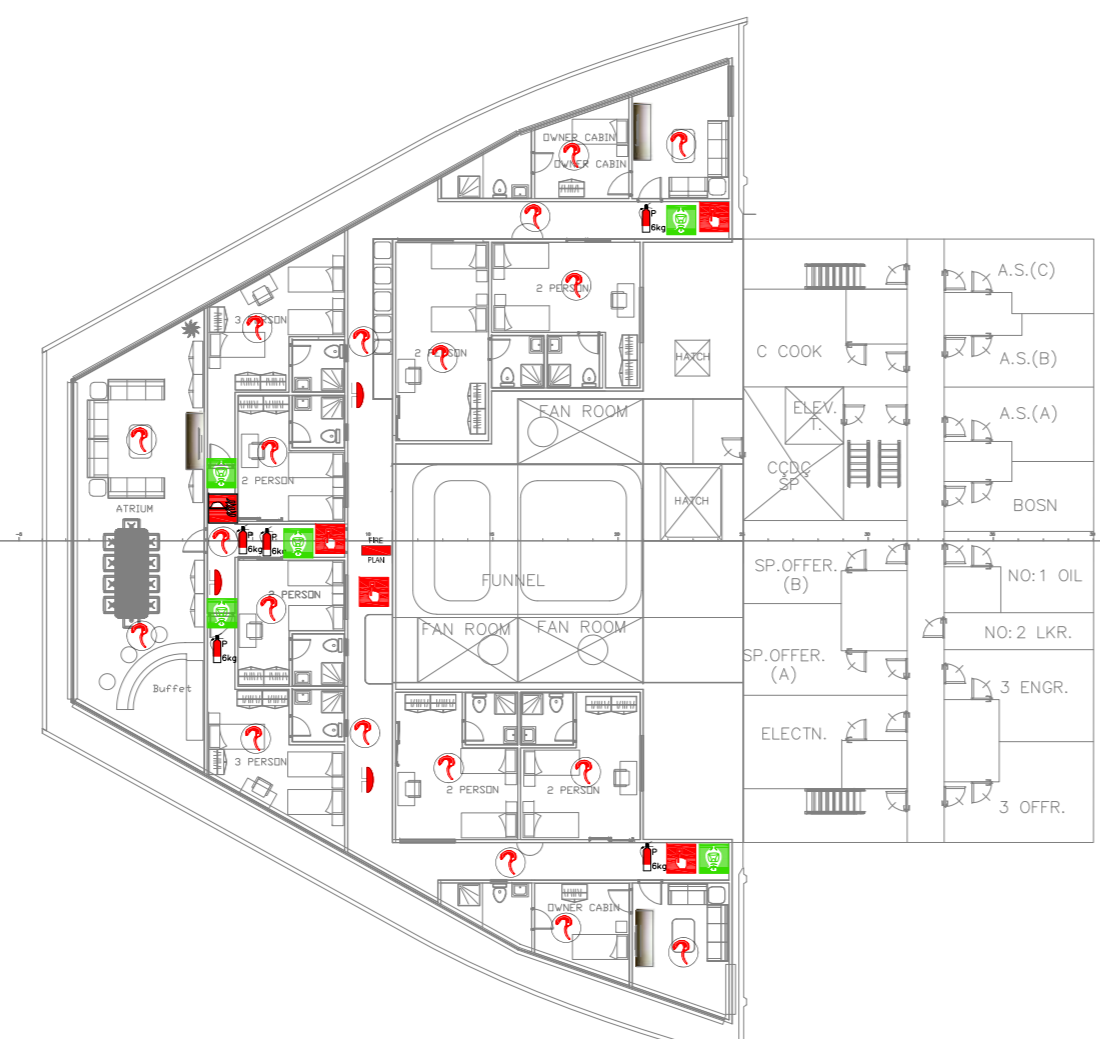 OWNER CABIN
OWNER CABIN
P
6kg
A.S.(C)
2 PERSON
3 PERSON
C COOK
HATCH
2 PERSON
A.S.(B)
ELEV.
T.
FAN ROOM
A.S.(A)
CÇDÇ
SP
2 PERSON
HATCH
BOSN
ATRIUM
P
6kg
P
6kg
FIRE
PLAN
SP.OFFER.
(B)
FUNNEL
NO:1 OIL
2 PERSON
FAN ROOM
FAN ROOM
NO:2 LKR.
P
6kg
SP.OFFER.
(A)
Buffet
3 ENGR.
ELECTN.
3 PERSON
2 PERSON
2 PERSON
3 OFFR.
P
6kg
OWNER CABIN